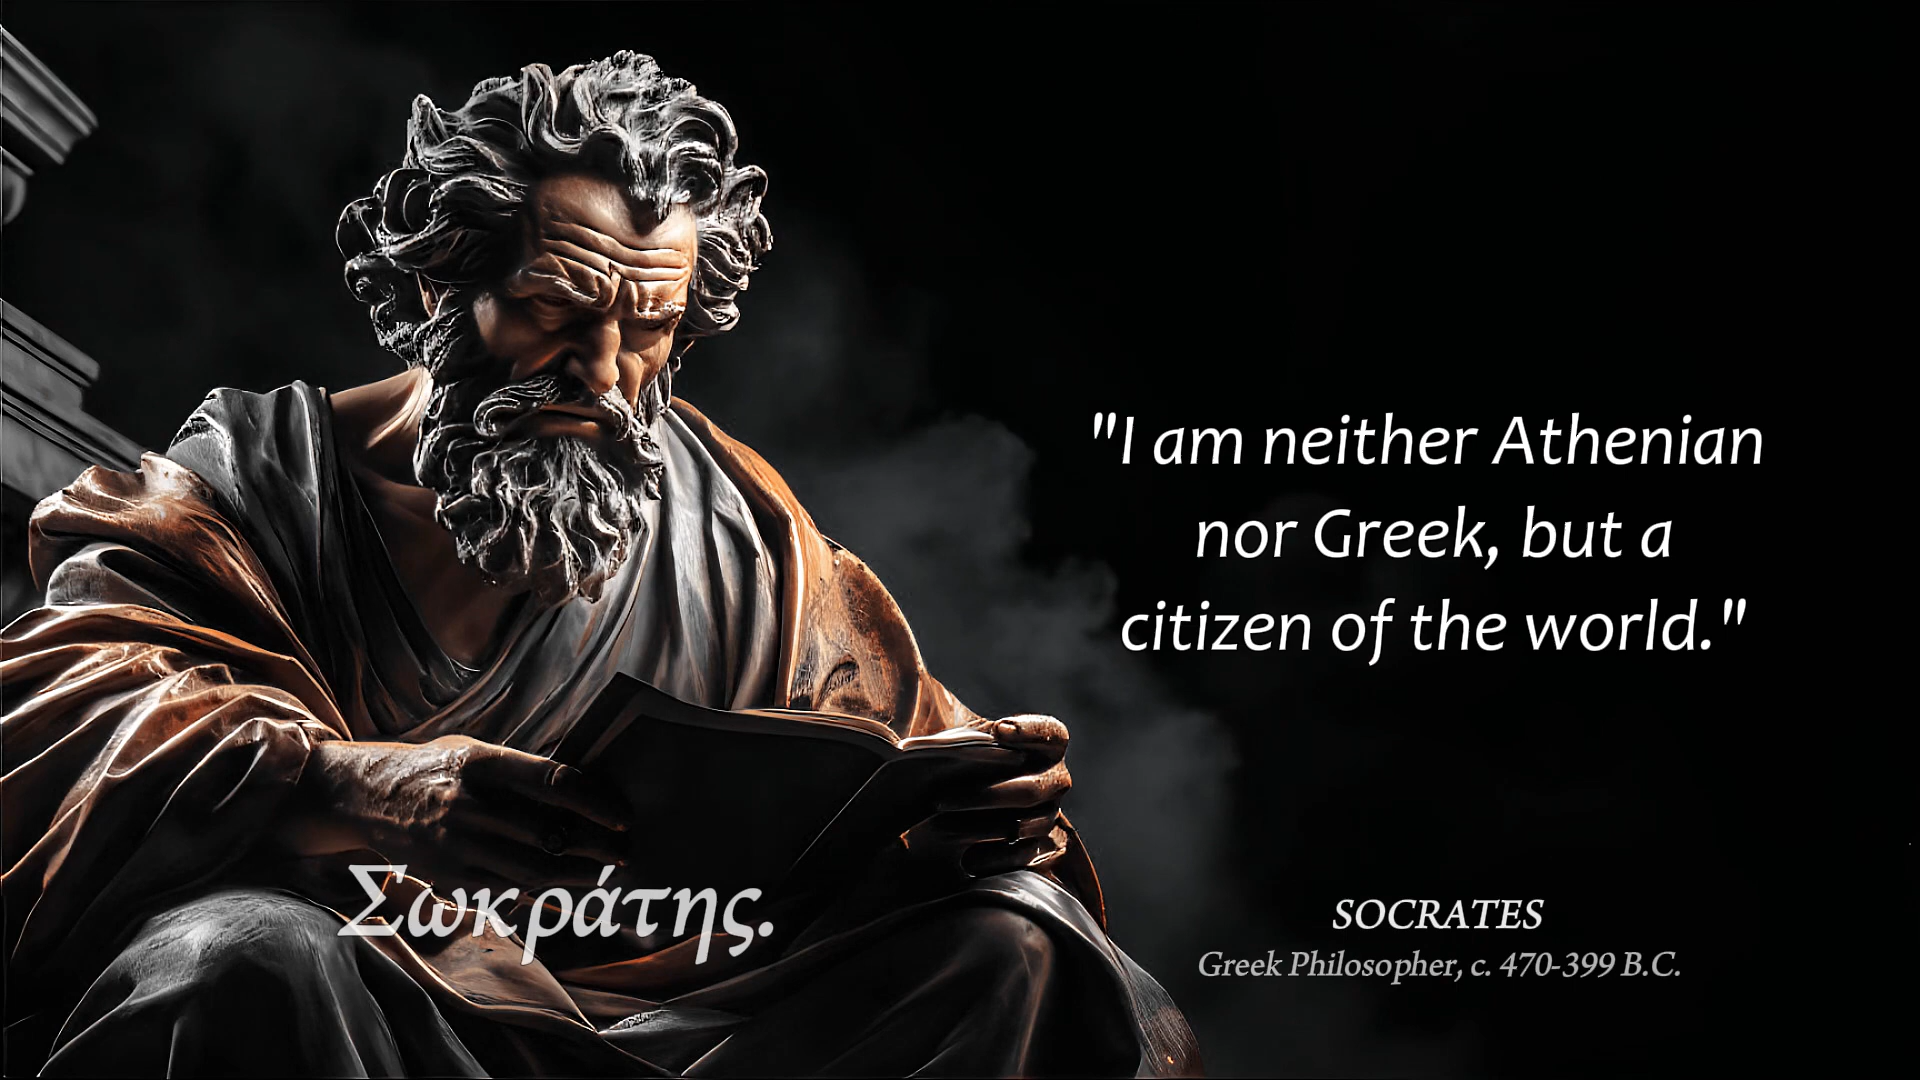 "I am neither Athenian
nor Greek, but a
citizen of the world."
Σωκράτης.
SOCRATES
Greek Philosopher, c. 470-399 B.C.